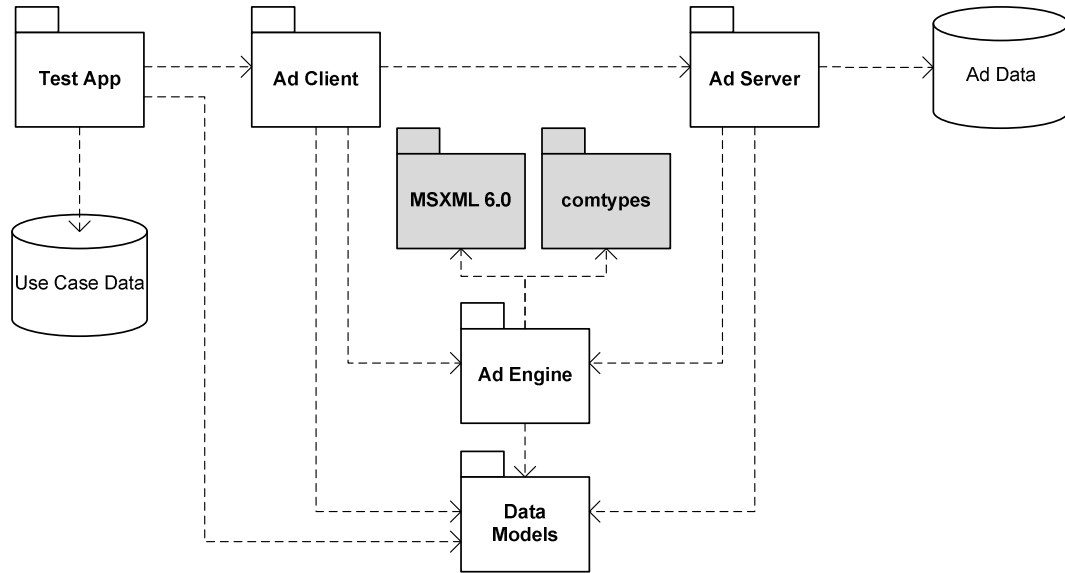 Test App
Ad Client
Ad Server
Ad Data
MSXML 6.0
comtypes
Use Case Data
Ad Engine
Data
Models